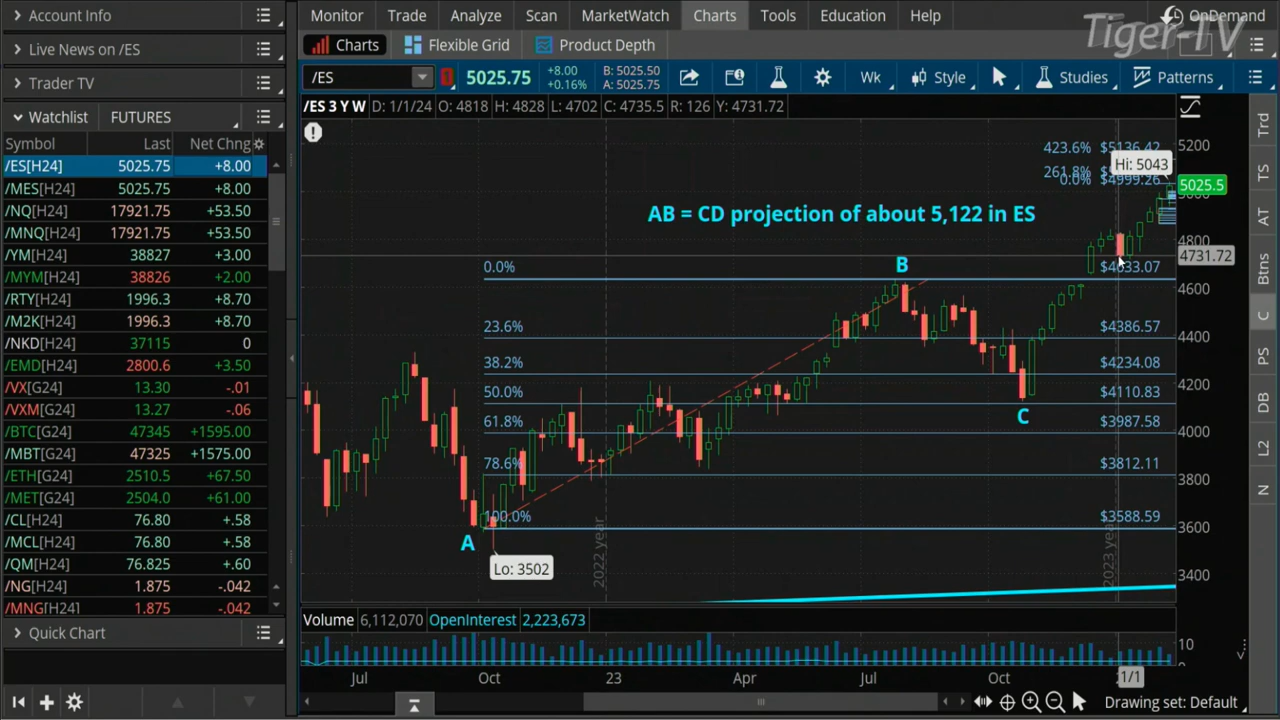 Account Info
Live News on /ES
Trader TV
Watchlist FUTURES
Symbol Last Net Chng
/ES[H24] 5025.75 +8.00
/MES[H24] 5025.75 +8.00
/NQ[H24] 17921.75 +53.50
/MNQ[H24] 17921.75 +53.50
/YM[H24] 38827 +3.00
/MYM[H24] 38826 +2.00
/RTY[H24] 1996.3 +8.70
/M2K[H24] 1996.3 +8.70
/NKD[H24] 37115 0
/EMD[H24] 2800.6 +3.50
/VX[G24] 13.30 -.01
/VXM[G24] 13.27 -.06
/BTC[G24] 47345 +1595.00
/MBT[G24] 47325 +1575.00
/ETH[G24] 2510.5 +67.50
/MET[G24] 2504.0 +61.00
/CL[H24] 76.80 +.58
/MCL[H24] 76.80 +.58
/QM[H24] 76.825 +.60
/NG[H24] 1.875 -.042
/MNG[H24] 1.875 -.042
Quick Chart
Monitor Trade Analyze Scan MarketWatch Charts Tools Education Help OnDemand
Tiger-TV
Charts Flexible Grid Product Depth
/ES 5025.75 +8.00 +0.16% B: 5025.50 A: 5025.75 Wk Style Studies Patterns
/ES 3 Y W D: 1/1/24 O: 4818 H: 4828 L: 4702 C: 4735.5 R: 126 Y: 4731.72
423.6% $5136.42
Hi: 5043
261.8%
0.0% $4999.26
AB = CD projection of about 5,122 in ES
5200
5025.5
4800
4731.72
4600
4400
4200
4000
3800
3600
3400
B
0.0% $4633.07
23.6% $4386.57
38.2% $4234.08
50.0% $4110.83
C
61.8% $3987.58
78.6% $3812.11
100.0% $3588.59
A
Lo: 3502
2022 year
2023 year
Volume 6,112,070 OpenInterest 2,223,673
10
0
Jul Oct 23 Apr Jul Oct 1/1
Drawing set: Default
Trd
TS
AT
Btns
C
PS
DB
L2
N